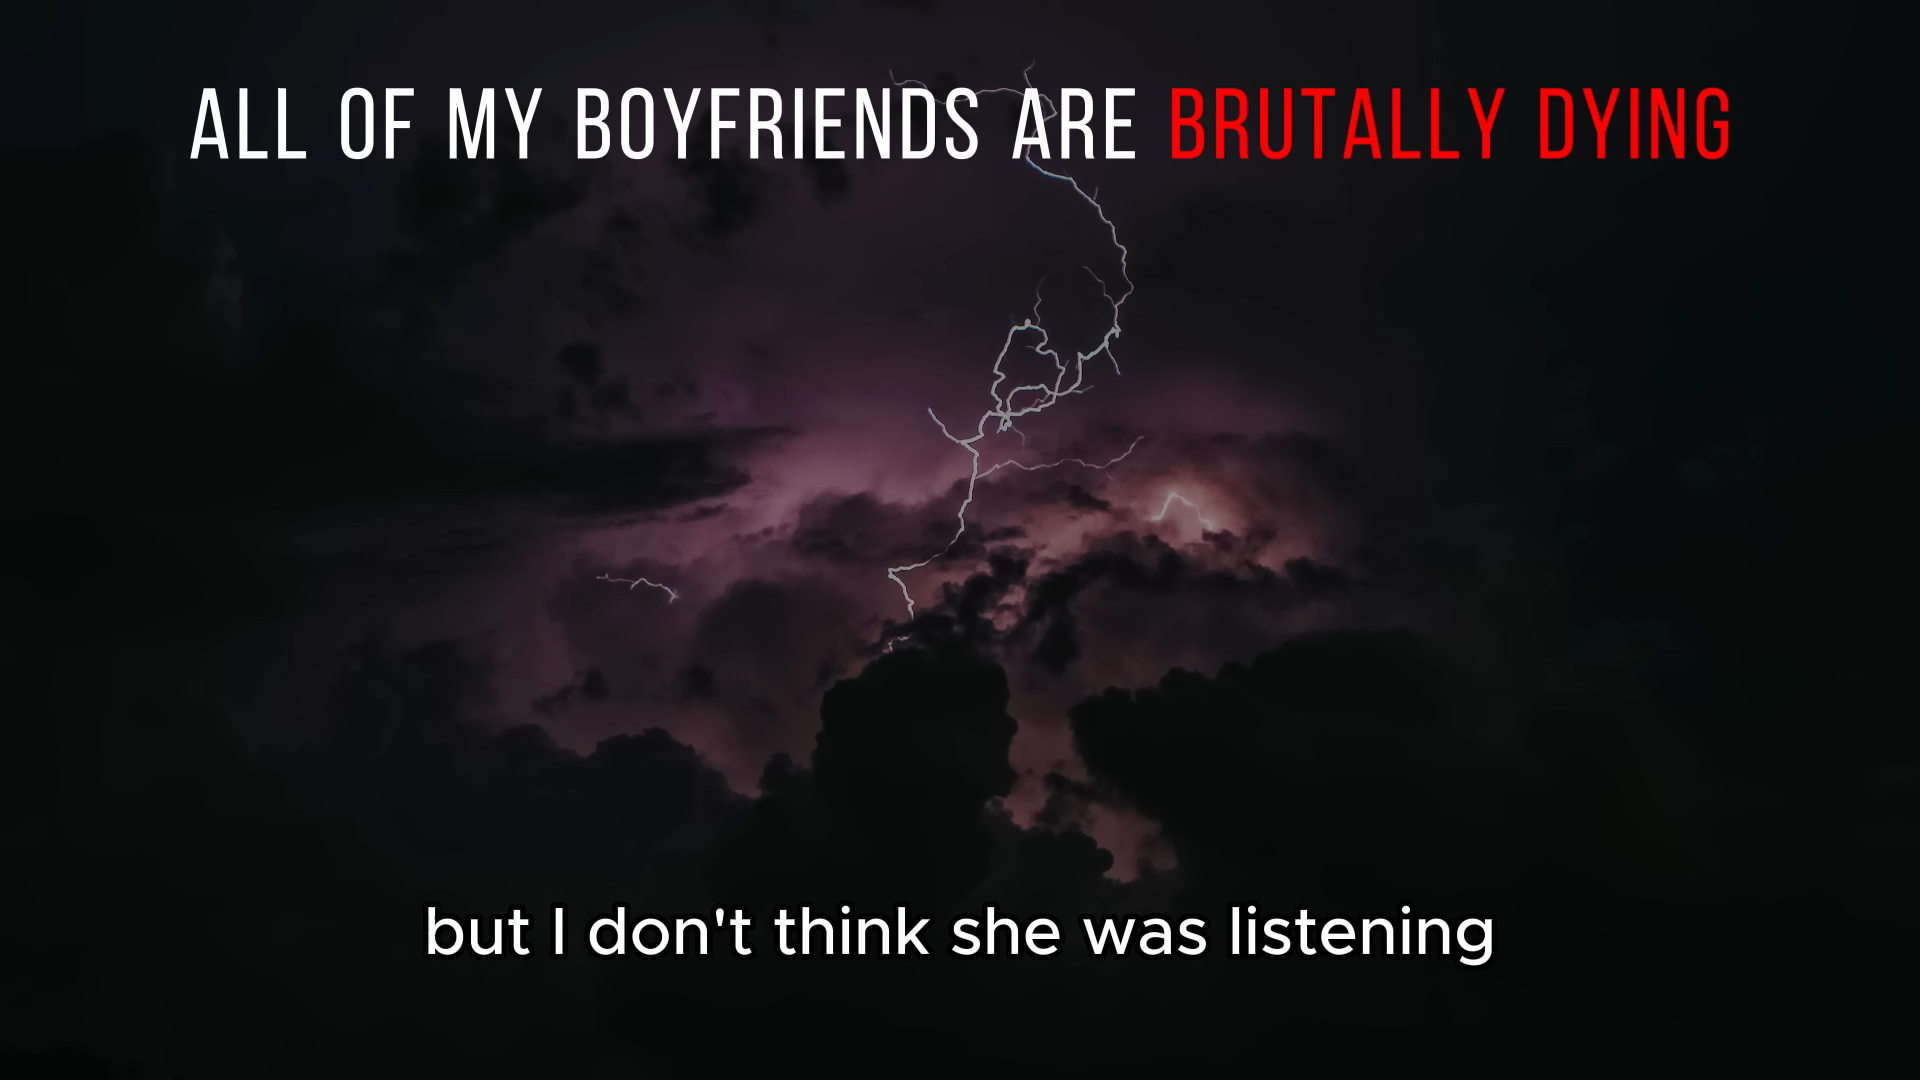 ALL OF MY BOYFRIENDS ARE BRUTALLY DYING
but I don't think she was listening